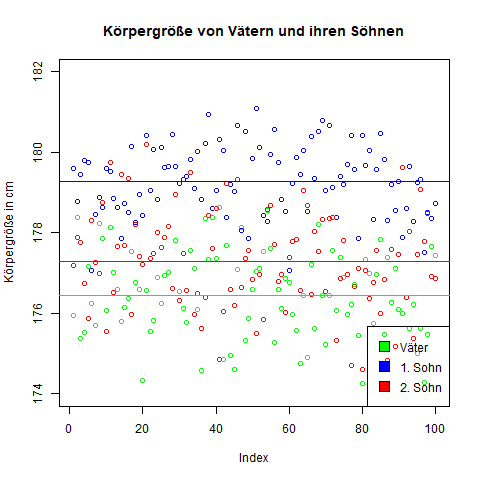 Körpergröße von Vätern und ihren Söhnen
Körpergröße in cm
182
180
178
176
174
0
20
40
60
80
100
Index
Väter
1. Sohn
2. Sohn